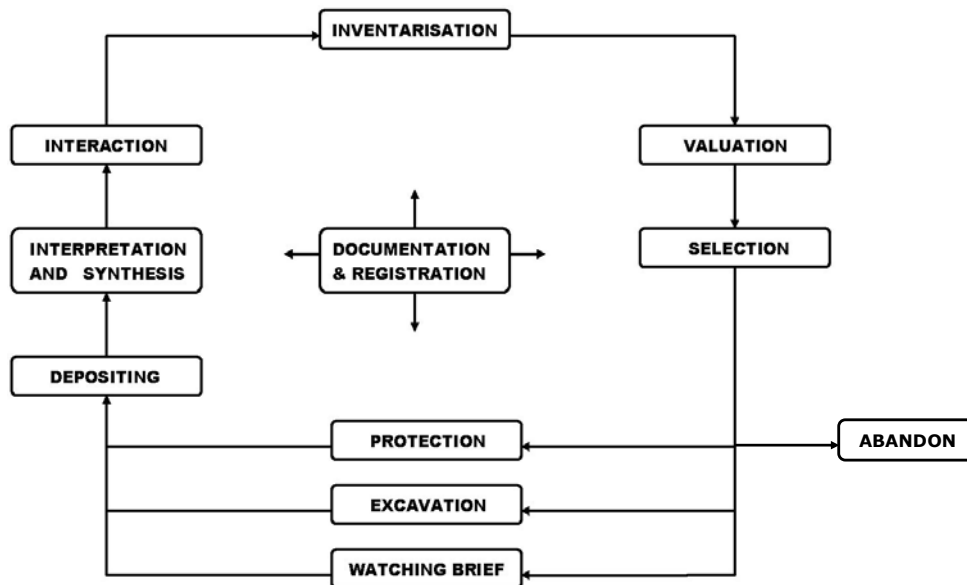 INVENTARISATION
INTERACTION
VALUATION
INTERPRETATION
AND SYNTHESIS
DOCUMENTATION
& REGISTRATION
SELECTION
DEPOSITING
PROTECTION
ABANDON
EXCAVATION
WATCHING BRIEF